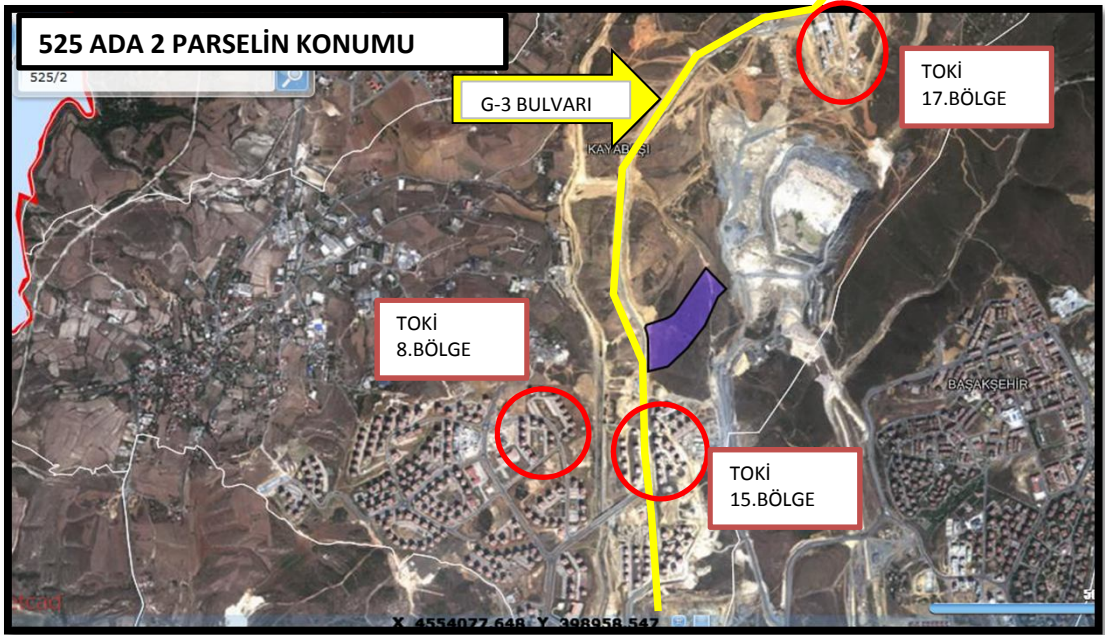 525 ADA 2 PARSELİN KONUMU
525/2
G-3 BULVARI
TOKİ
17.BÖLGE
KAYABAŞI
TOKİ
8.BÖLGE
BAŞAKŞEHİR
TOKİ
15.BÖLGE
X 4554077.648 Y 398958.547